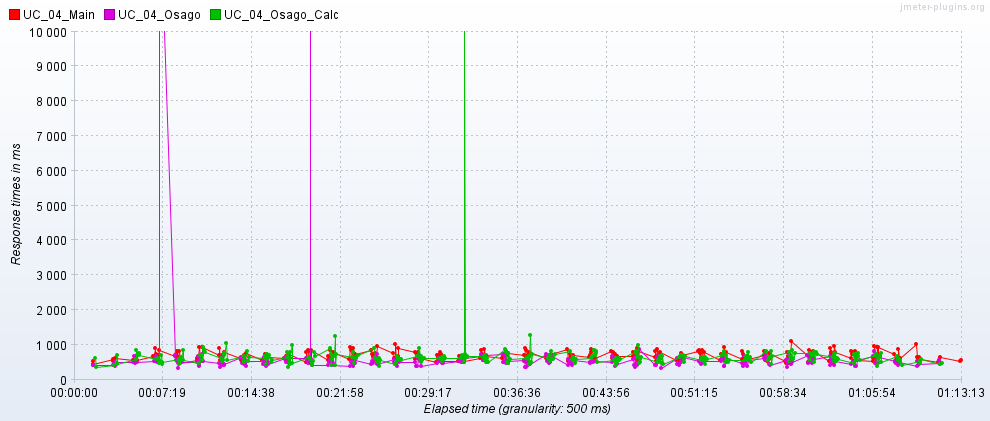 UC_04_Main UC_04_Osago UC_04_Osago_Calc
jmeter-plugins.org
10 000
9 000
8 000
7 000
6 000
5 000
4 000
3 000
2 000
1 000
0
Response times in ms
00:00:00 00:07:19 00:14:38 00:21:58 00:29:17 00:36:36 00:43:56 00:51:15 00:58:34 01:05:54 01:13:13
Elapsed time (granularity: 500 ms)